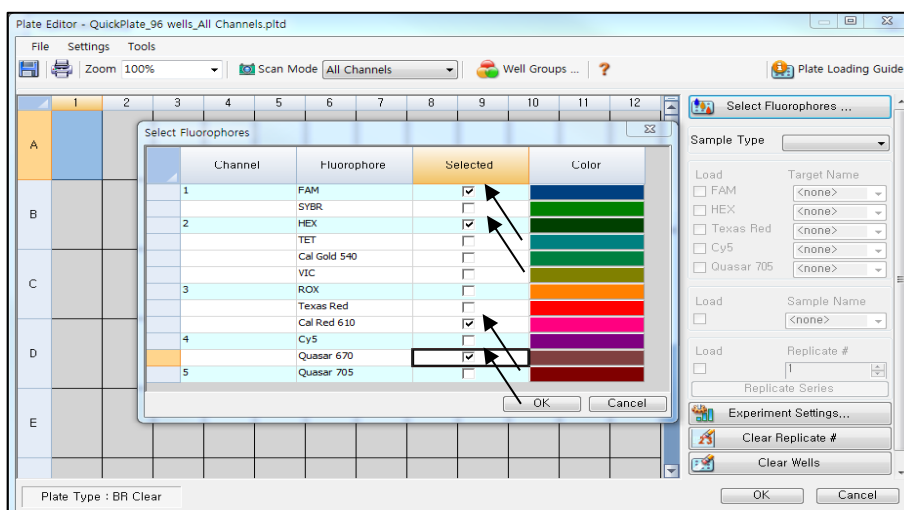 Plate Editor - QuickPlate_96 wells_All Channels.pltd
File Settings Tools
Zoom 100% Scan Mode All Channels Well Groups ... ? Plate Loading Guide
1 2 3 4 5 6 7 8 9 10 11 12
A
B
C
D
E
Select Fluorophores
Channel Fluorophore Selected Color
1 FAM
SYBR
2 HEX
TET
Cal Gold 540
VIC
3 ROX
Texas Red
Cal Red 610
4 Cy5
Quasar 670
5 Quasar 705
OK Cancel
Select Fluorophores ...
Sample Type
Load Target Name
FAM <none>
HEX <none>
Texas Red <none>
Cy5 <none>
Quasar 705 <none>
Load Sample Name
<none>
Load Replicate #
1
Replicate Series
Experiment Settings...
Clear Replicate #
Clear Wells
Plate Type : BR Clear
OK Cancel